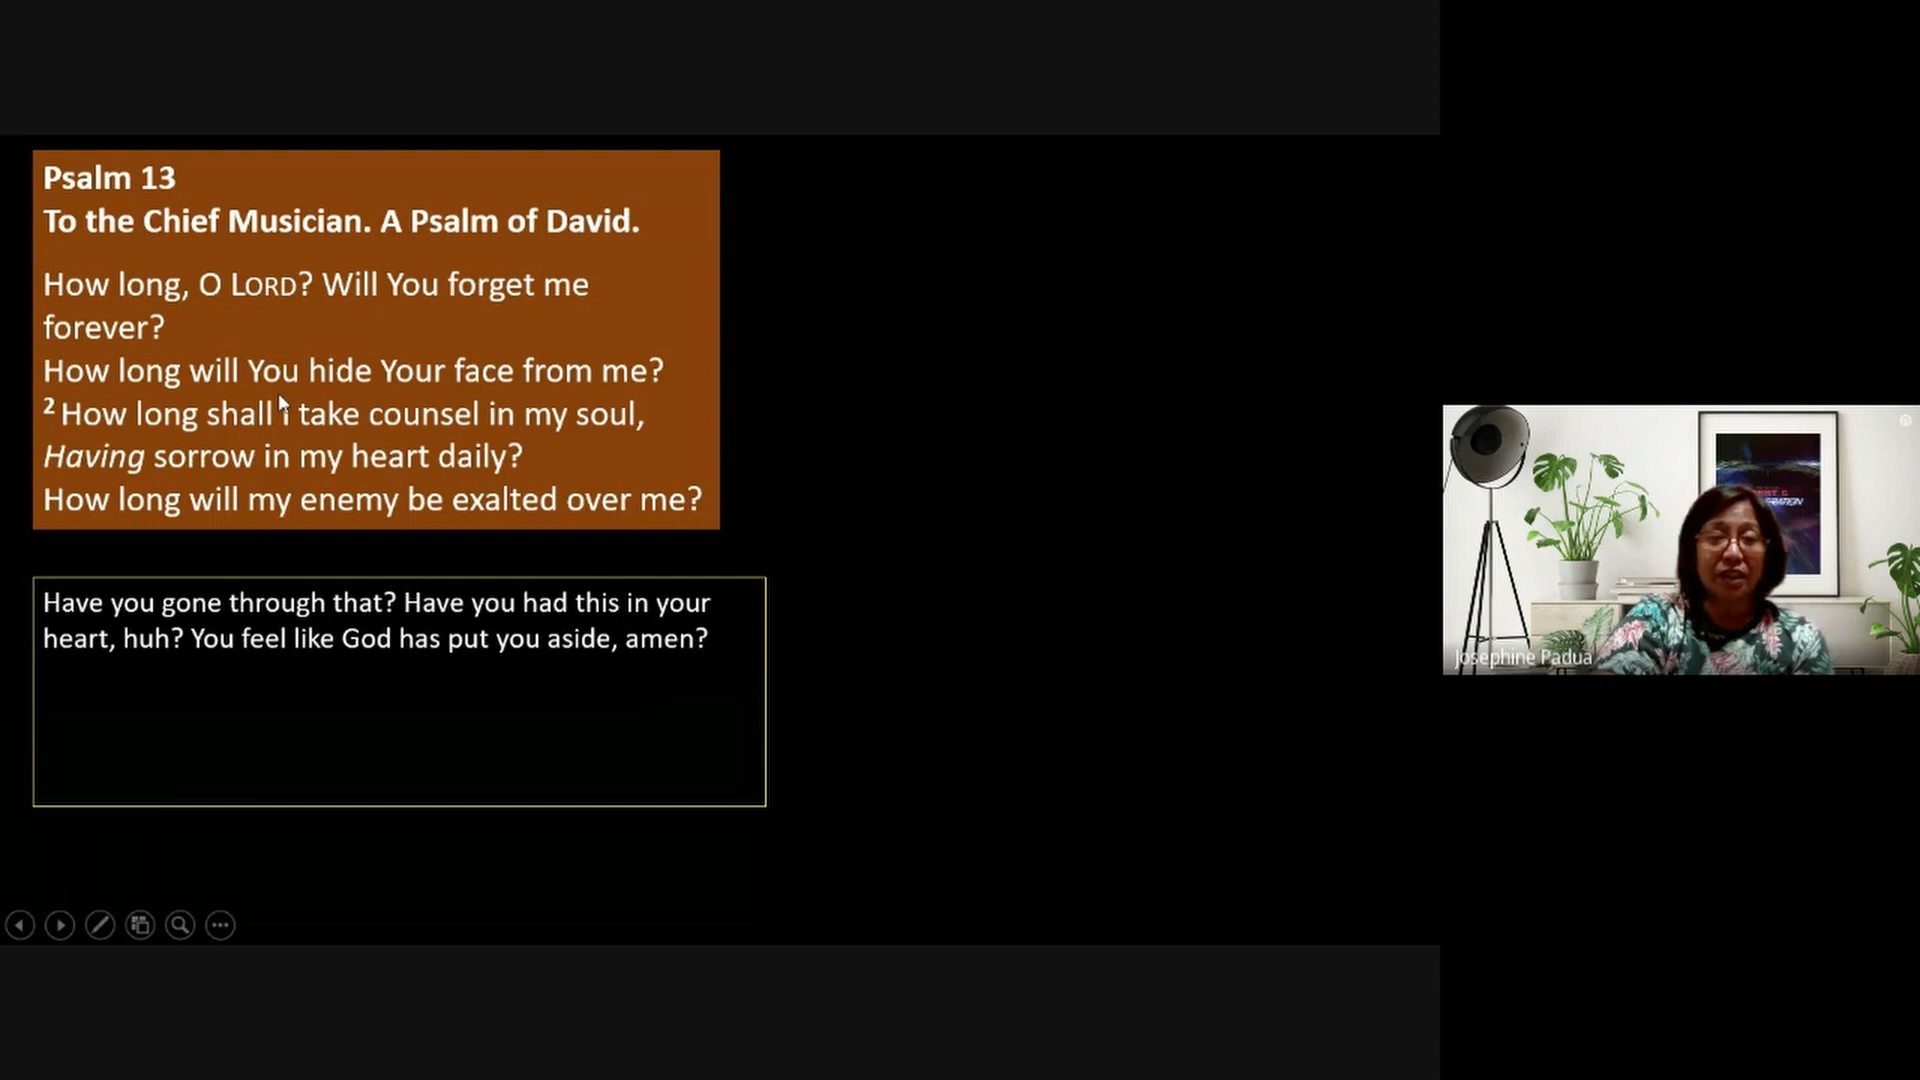 Psalm 13
To the Chief Musician. A Psalm of David.
How long, O LORD? Will You forget me
forever?
How long will You hide Your face from me?
2 How long shall I take counsel in my soul,
Having sorrow in my heart daily?
How long will my enemy be exalted over me?
Have you gone through that? Have you had this in your
heart, huh? You feel like God has put you aside, amen?
Josephine Padua